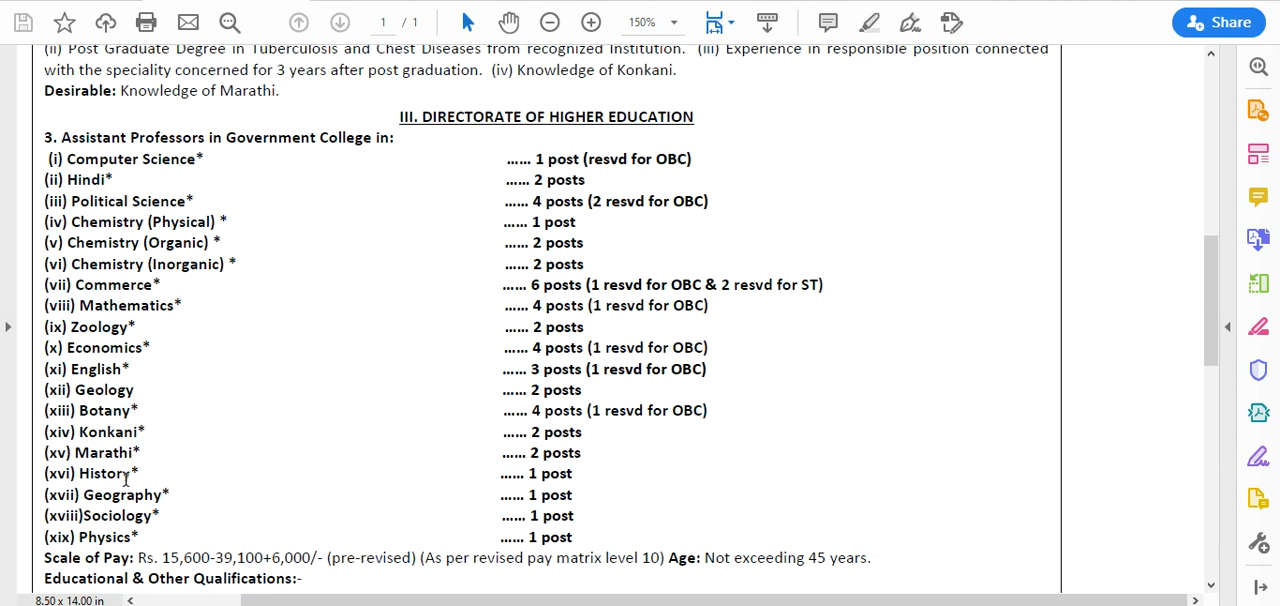 1 / 1
150%
Share
(ii) Post Graduate Degree in Tuberculosis and Chest Diseases from recognized Institution. (iii) Experience in responsible position connected
with the speciality concerned for 3 years after post graduation. (iv) Knowledge of Konkani.
Desirable: Knowledge of Marathi.
III. DIRECTORATE OF HIGHER EDUCATION
3. Assistant Professors in Government College in:
(i) Computer Science* ...... 1 post (resvd for OBC)
(ii) Hindi* ...... 2 posts
(iii) Political Science* ...... 4 posts (2 resvd for OBC)
(iv) Chemistry (Physical) * ...... 1 post
(v) Chemistry (Organic) * ...... 2 posts
(vi) Chemistry (Inorganic) * ...... 2 posts
(vii) Commerce* ...... 6 posts (1 resvd for OBC & 2 resvd for ST)
(viii) Mathematics* ...... 4 posts (1 resvd for OBC)
(ix) Zoology* ...... 2 posts
(x) Economics* ...... 4 posts (1 resvd for OBC)
(xi) English* ...... 3 posts (1 resvd for OBC)
(xii) Geology ...... 2 posts
(xiii) Botany* ...... 4 posts (1 resvd for OBC)
(xiv) Konkani* ...... 2 posts
(xv) Marathi* ...... 2 posts
(xvi) History* ...... 1 post
(xvii) Geography* ...... 1 post
(xviii)Sociology* ...... 1 post
(xix) Physics* ...... 1 post
Scale of Pay: Rs. 15,600-39,100+6,000/- (pre-revised) (As per revised pay matrix level 10) Age: Not exceeding 45 years.
Educational & Other Qualifications:-
8.50 x 14.00 in